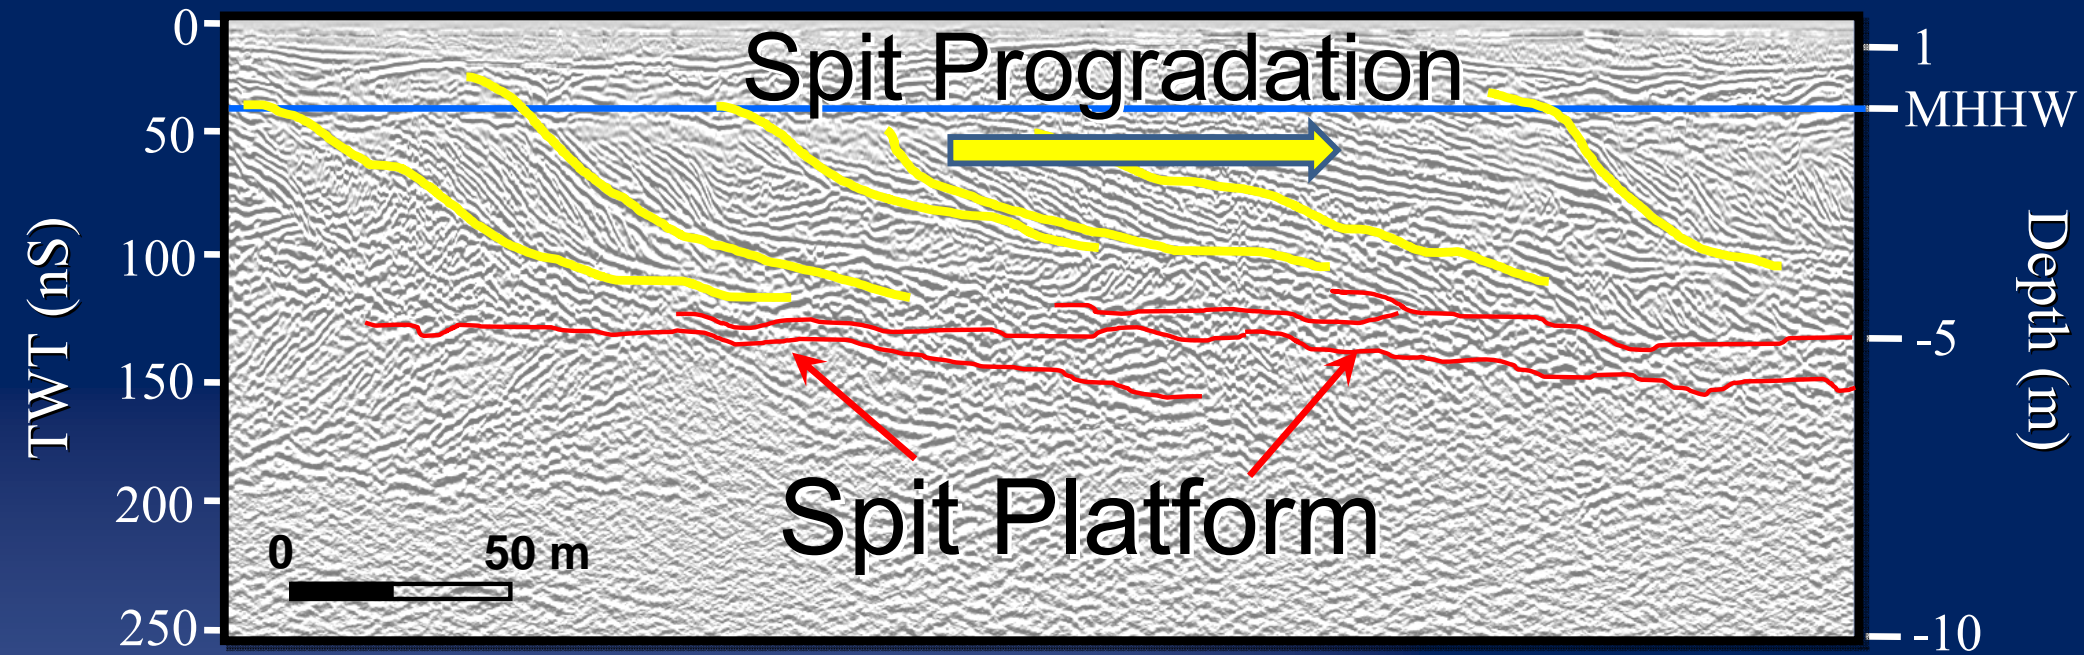 Spit Progradation
Spit Platform
0
50
100
150
200
250
TWT (nS)
1
MHHW
-5
-10
Depth (m)
0 50 m